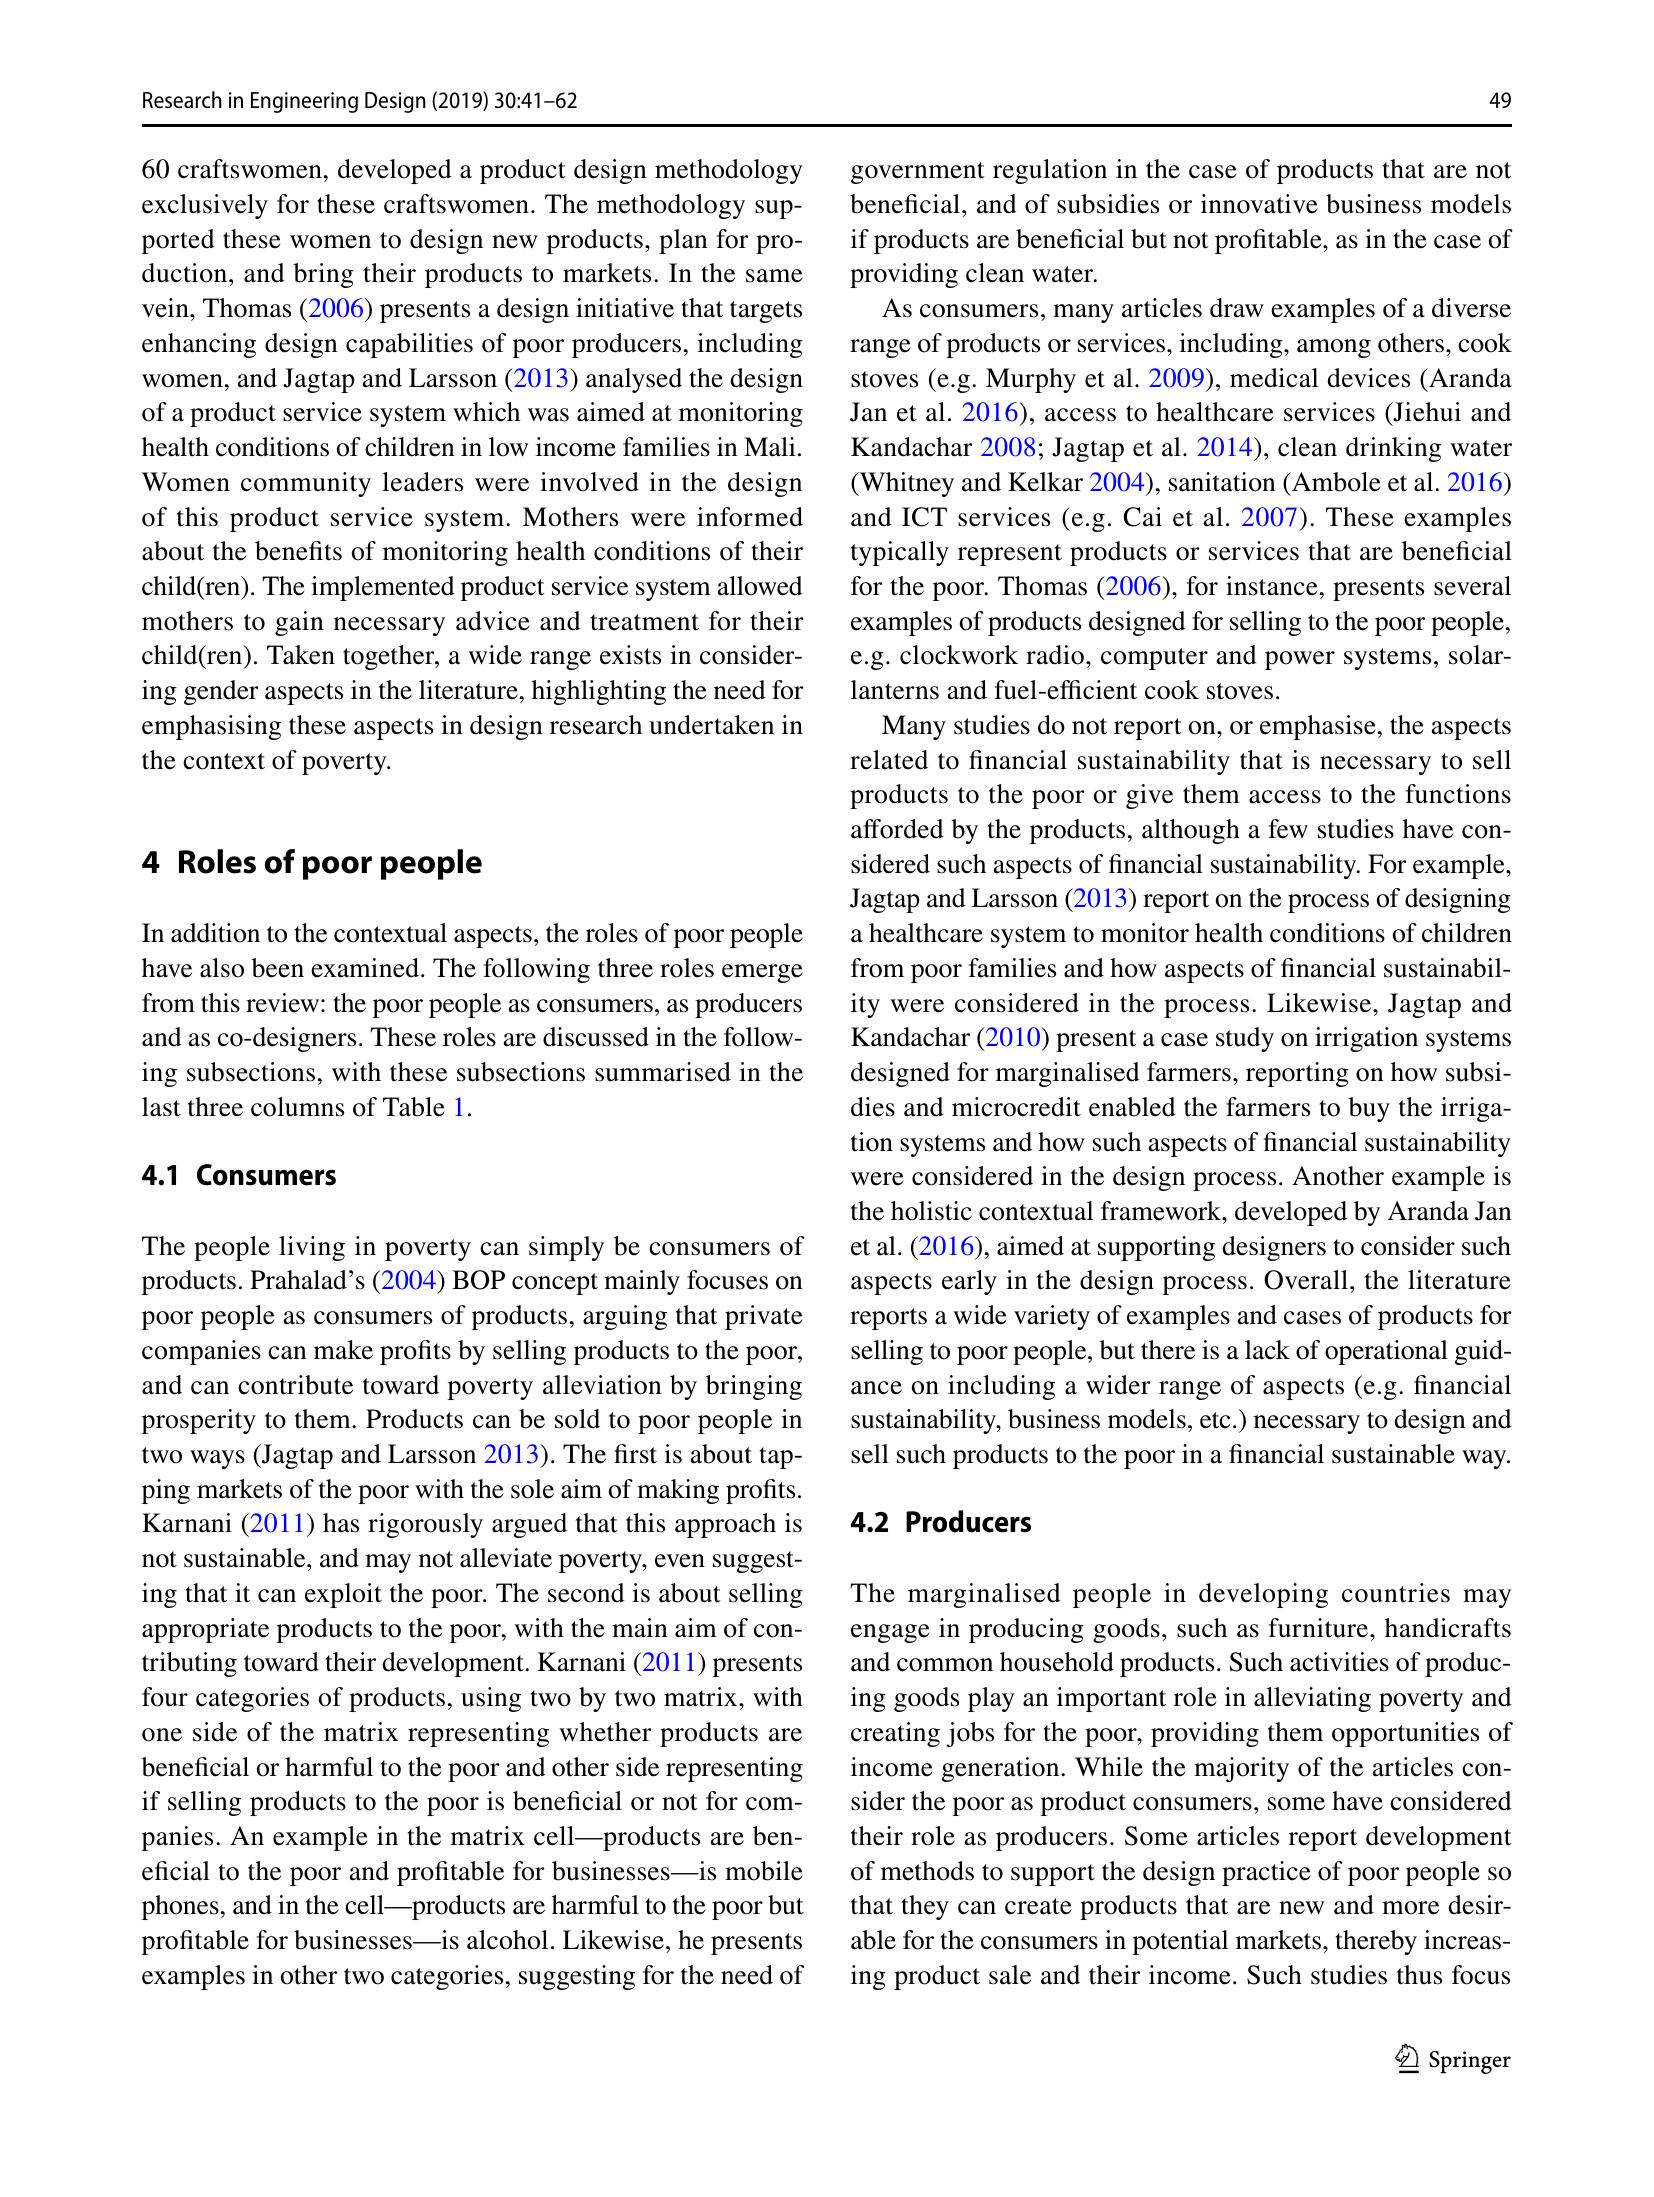 Research in Engineering Design (2019) 30:41–62
49
60 craftswomen, developed a product design methodology
exclusively for these craftswomen. The methodology sup-
ported these women to design new products, plan for pro-
duction, and bring their products to markets. In the same
vein, Thomas (2006) presents a design initiative that targets
enhancing design capabilities of poor producers, including
women, and Jagtap and Larsson (2013) analysed the design
of a product service system which was aimed at monitoring
health conditions of children in low income families in Mali.
Women community leaders were involved in the design
of this product service system. Mothers were informed
about the benefits of monitoring health conditions of their
child(ren). The implemented product service system allowed
mothers to gain necessary advice and treatment for their
child(ren). Taken together, a wide range exists in consider-
ing gender aspects in the literature, highlighting the need for
emphasising these aspects in design research undertaken in
the context of poverty.
4 Roles of poor people
In addition to the contextual aspects, the roles of poor people
have also been examined. The following three roles emerge
from this review: the poor people as consumers, as producers
and as co-designers. These roles are discussed in the follow-
ing subsections, with these subsections summarised in the
last three columns of Table 1.
4.1 Consumers
The people living in poverty can simply be consumers of
products. Prahalad’s (2004) BOP concept mainly focuses on
poor people as consumers of products, arguing that private
companies can make profits by selling products to the poor,
and can contribute toward poverty alleviation by bringing
prosperity to them. Products can be sold to poor people in
two ways (Jagtap and Larsson 2013). The first is about tap-
ping markets of the poor with the sole aim of making profits.
Karnani (2011) has rigorously argued that this approach is
not sustainable, and may not alleviate poverty, even suggest-
ing that it can exploit the poor. The second is about selling
appropriate products to the poor, with the main aim of con-
tributing toward their development. Karnani (2011) presents
four categories of products, using two by two matrix, with
one side of the matrix representing whether products are
beneficial or harmful to the poor and other side representing
if selling products to the poor is beneficial or not for com-
panies. An example in the matrix cell—products are ben-
eficial to the poor and profitable for businesses—is mobile
phones, and in the cell—products are harmful to the poor but
profitable for businesses—is alcohol. Likewise, he presents
examples in other two categories, suggesting for the need of
government regulation in the case of products that are not
beneficial, and of subsidies or innovative business models
if products are beneficial but not profitable, as in the case of
providing clean water.
As consumers, many articles draw examples of a diverse
range of products or services, including, among others, cook
stoves (e.g. Murphy et al. 2009), medical devices (Aranda
Jan et al. 2016), access to healthcare services (Jiehui and
Kandachar 2008; Jagtap et al. 2014), clean drinking water
(Whitney and Kelkar 2004), sanitation (Ambole et al. 2016)
and ICT services (e.g. Cai et al. 2007). These examples
typically represent products or services that are beneficial
for the poor. Thomas (2006), for instance, presents several
examples of products designed for selling to the poor people,
e.g. clockwork radio, computer and power systems, solar-
lanterns and fuel-efficient cook stoves.
Many studies do not report on, or emphasise, the aspects
related to financial sustainability that is necessary to sell
products to the poor or give them access to the functions
afforded by the products, although a few studies have con-
sidered such aspects of financial sustainability. For example,
Jagtap and Larsson (2013) report on the process of designing
a healthcare system to monitor health conditions of children
from poor families and how aspects of financial sustainabil-
ity were considered in the process. Likewise, Jagtap and
Kandachar (2010) present a case study on irrigation systems
designed for marginalised farmers, reporting on how subsi-
dies and microcredit enabled the farmers to buy the irriga-
tion systems and how such aspects of financial sustainability
were considered in the design process. Another example is
the holistic contextual framework, developed by Aranda Jan
et al. (2016), aimed at supporting designers to consider such
aspects early in the design process. Overall, the literature
reports a wide variety of examples and cases of products for
selling to poor people, but there is a lack of operational guid-
ance on including a wider range of aspects (e.g. financial
sustainability, business models, etc.) necessary to design and
sell such products to the poor in a financial sustainable way.
4.2 Producers
The marginalised people in developing countries may
engage in producing goods, such as furniture, handicrafts
and common household products. Such activities of produc-
ing goods play an important role in alleviating poverty and
creating jobs for the poor, providing them opportunities of
income generation. While the majority of the articles con-
sider the poor as product consumers, some have considered
their role as producers. Some articles report development
of methods to support the design practice of poor people so
that they can create products that are new and more desir-
able for the consumers in potential markets, thereby increas-
ing product sale and their income. Such studies thus focus
Springer